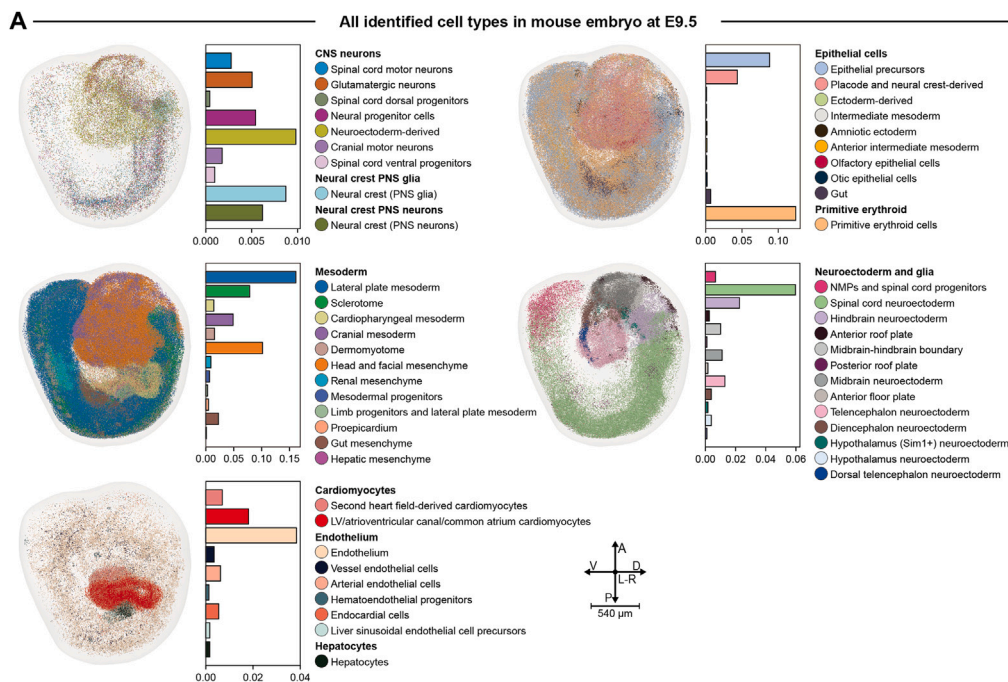 A
All identified cell types in mouse embryo at E9.5
CNS neurons
Spinal cord motor neurons
Glutamatergic neurons
Spinal cord dorsal progenitors
Neural progenitor cells
Neuroectoderm-derived
Cranial motor neurons
Spinal cord ventral progenitors
Neural crest PNS glia
Neural crest (PNS glia)
Neural crest PNS neurons
Neural crest (PNS neurons)
0.000 0.005 0.010
Epithelial cells
Epithelial precursors
Placode and neural crest-derived
Ectoderm-derived
Intermediate mesoderm
Amniotic ectoderm
Anterior intermediate mesoderm
Olfactory epithelial cells
Otic epithelial cells
Gut
Primitive erythroid
Primitive erythroid cells
0.00 0.05 0.10
Mesoderm
Lateral plate mesoderm
Sclerotome
Cardiopharyngeal mesoderm
Cranial mesoderm
Dermomyotome
Head and facial mesenchyme
Renal mesenchyme
Mesodermal progenitors
Limb progenitors and lateral plate mesoderm
Proepicardium
Gut mesenchyme
Hepatic mesenchyme
0.00 0.05 0.10 0.15
Neuroectoderm and glia
NMPs and spinal cord progenitors
Spinal cord neuroectoderm
Hindbrain neuroectoderm
Anterior roof plate
Midbrain-hindbrain boundary
Posterior roof plate
Midbrain neuroectoderm
Anterior floor plate
Telencephalon neuroectoderm
Diencephalon neuroectoderm
Hypothalamus (Sim1+) neuroectoderm
Hypothalamus neuroectoderm
Dorsal telencephalon neuroectoderm
0.00 0.02 0.04 0.06
Cardiomyocytes
Second heart field-derived cardiomyocytes
LV/atrioventricular canal/common atrium cardiomyocytes
Endothelium
Endothelium
Vessel endothelial cells
Arterial endothelial cells
Hematoendothelial progenitors
Endocardial cells
Liver sinusoidal endothelial cell precursors
Hepatocytes
Hepatocytes
0.00 0.02 0.04
A
V D
L-R
P
540 µm